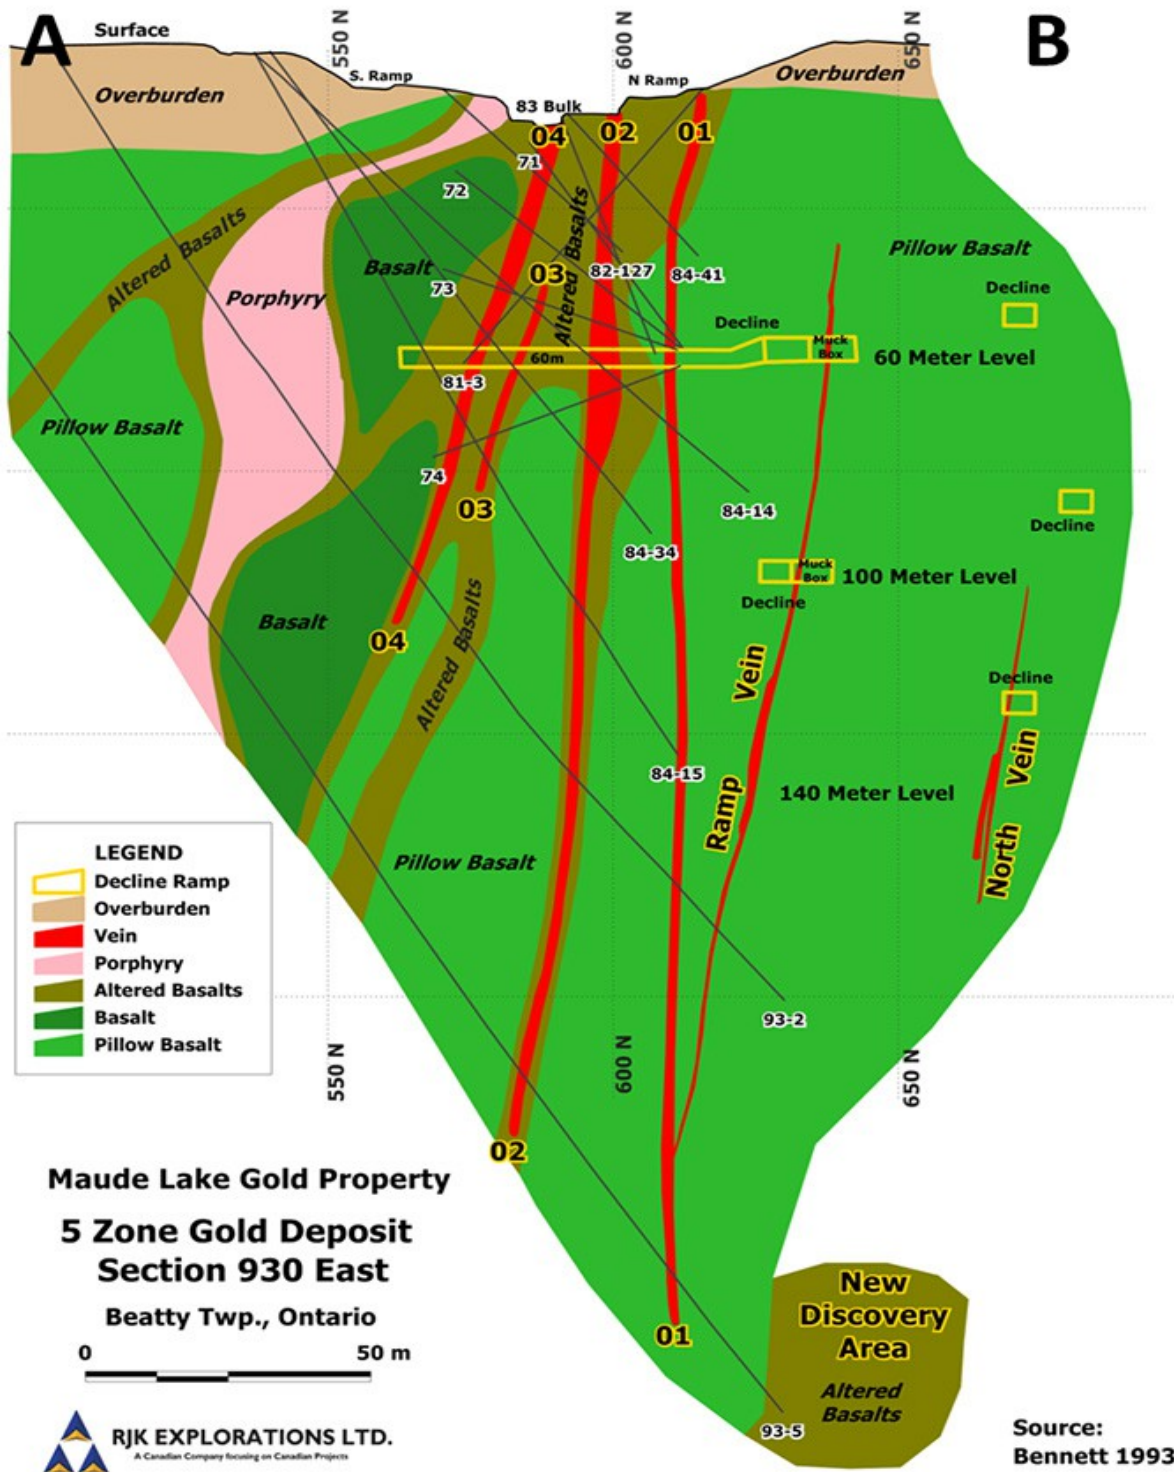 A
Surface
550 N
600 N
650 N
B
S. Ramp
N Ramp
Overburden
Overburden
83 Bulk
04
02
01
71
72
Altered Basalts
Basalt
73
Porphyry
03
Altered Basalts
82-127
84-41
Pillow Basalt
Decline
Decline
Muck
Box
60m
60 Meter Level
81-3
Pillow Basalt
74
03
84-14
84-34
Decline
Muck
Box
100 Meter Level
Decline
Basalt
04
Altered Basalts
Ramp Vein
Decline
North Vein
84-15
140 Meter Level
Pillow Basalt
LEGEND
Decline Ramp
Overburden
Vein
Porphyry
Altered Basalts
Basalt
Pillow Basalt
93-2
550 N
600 N
650 N
02
Maude Lake Gold Property
5 Zone Gold Deposit
Section 930 East
Beatty Twp., Ontario
0 50 m
01
New
Discovery
Area
Altered
Basalts
93-5
RJK EXPLORATIONS LTD.
A Canadian Company focusing on Canadian Projects
Source:
Bennett 1993